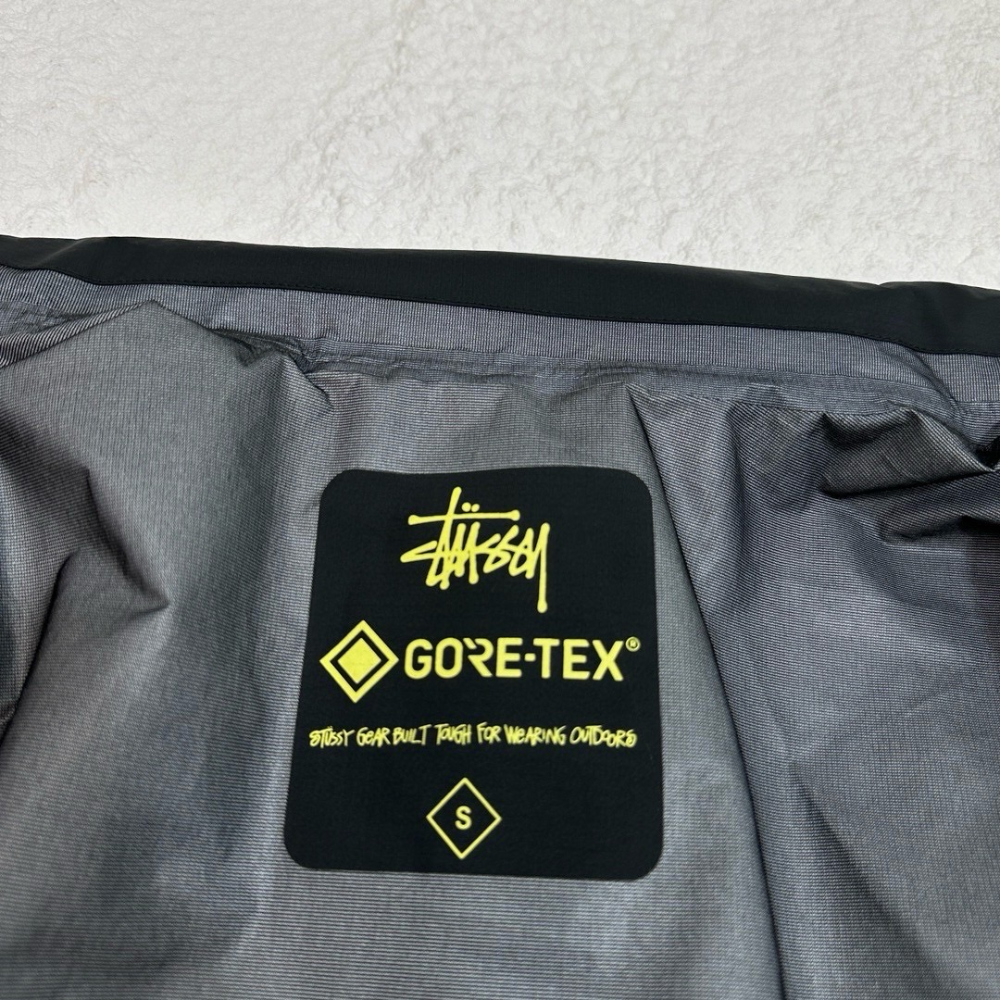 Stüssy
GORE-TEX®
STÜSSY GEAR BUILT TOUGH FOR WEARING OUTDOORS
S